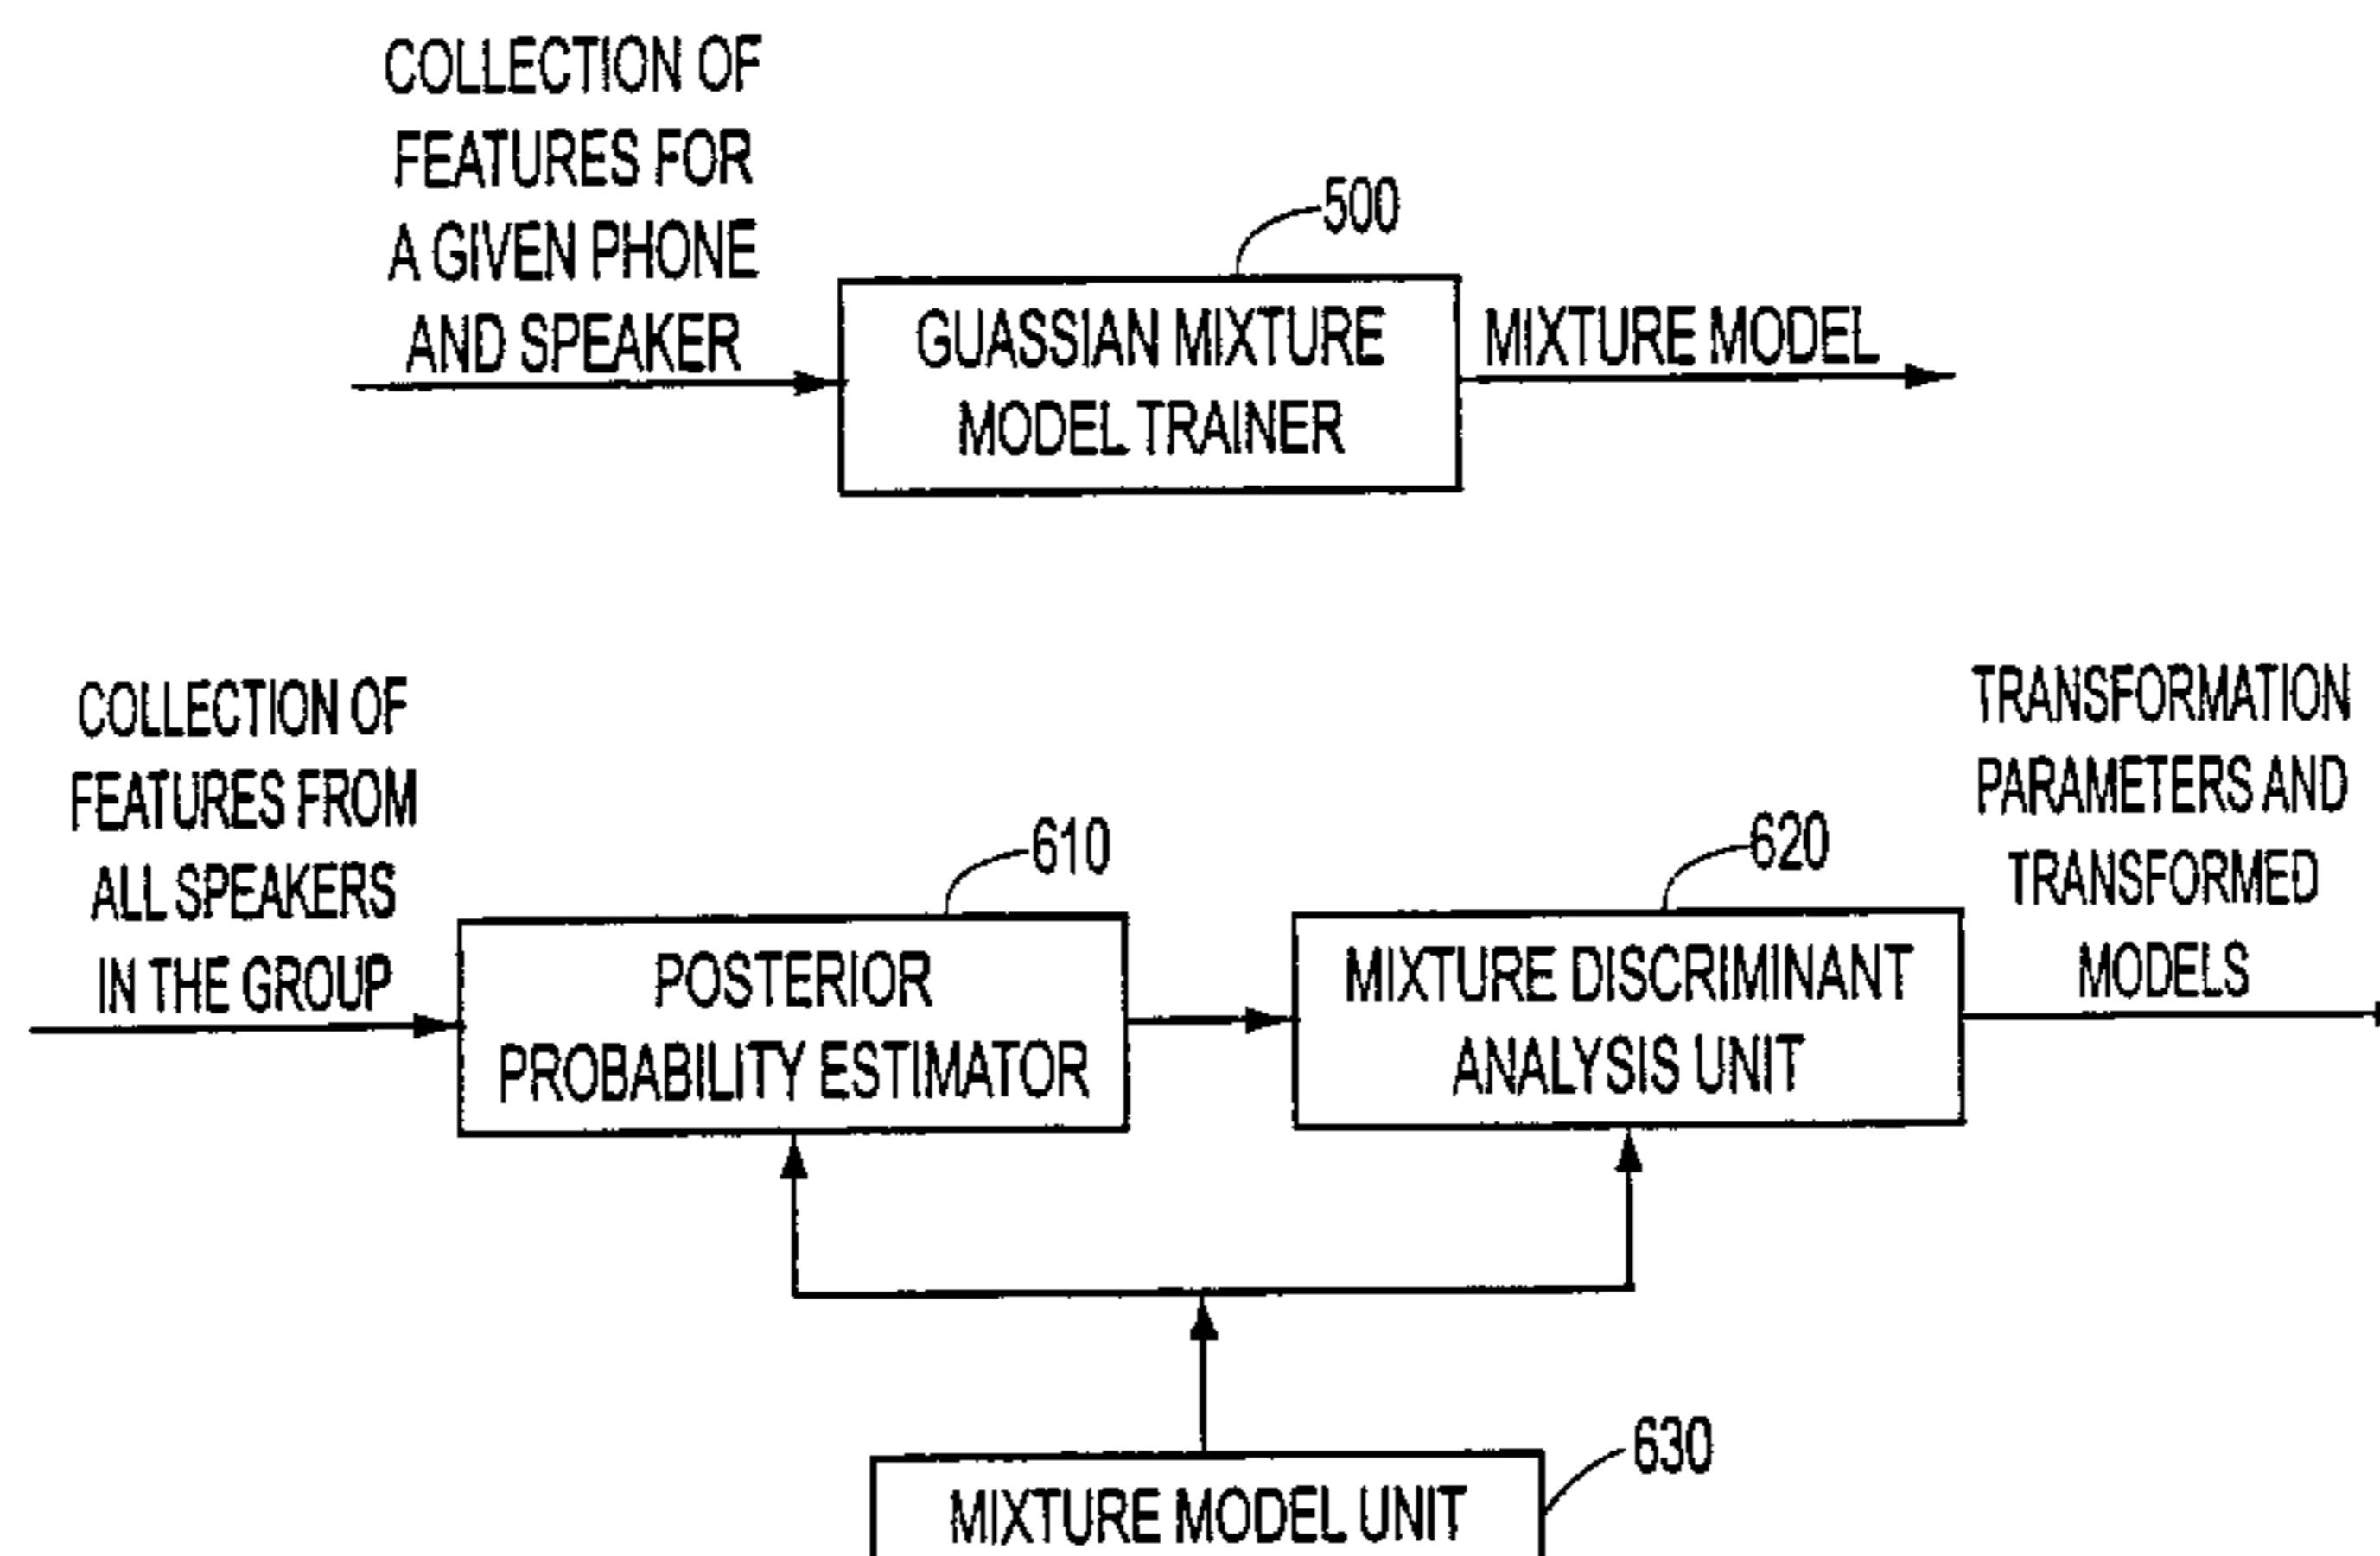 COLLECTION OF
FEATURES FOR
A GIVEN PHONE
AND SPEAKER
500
GUASSIAN MIXTURE
MODEL TRAINER
MIXTURE MODEL
COLLECTION OF
FEATURES FROM
ALL SPEAKERS
IN THE GROUP
610
POSTERIOR
PROBABILITY ESTIMATOR
620
MIXTURE DISCRIMINANT
ANALYSIS UNIT
TRANSFORMATION
PARAMETERS AND
TRANSFORMED
MODELS
630
MIXTURE MODEL UNIT